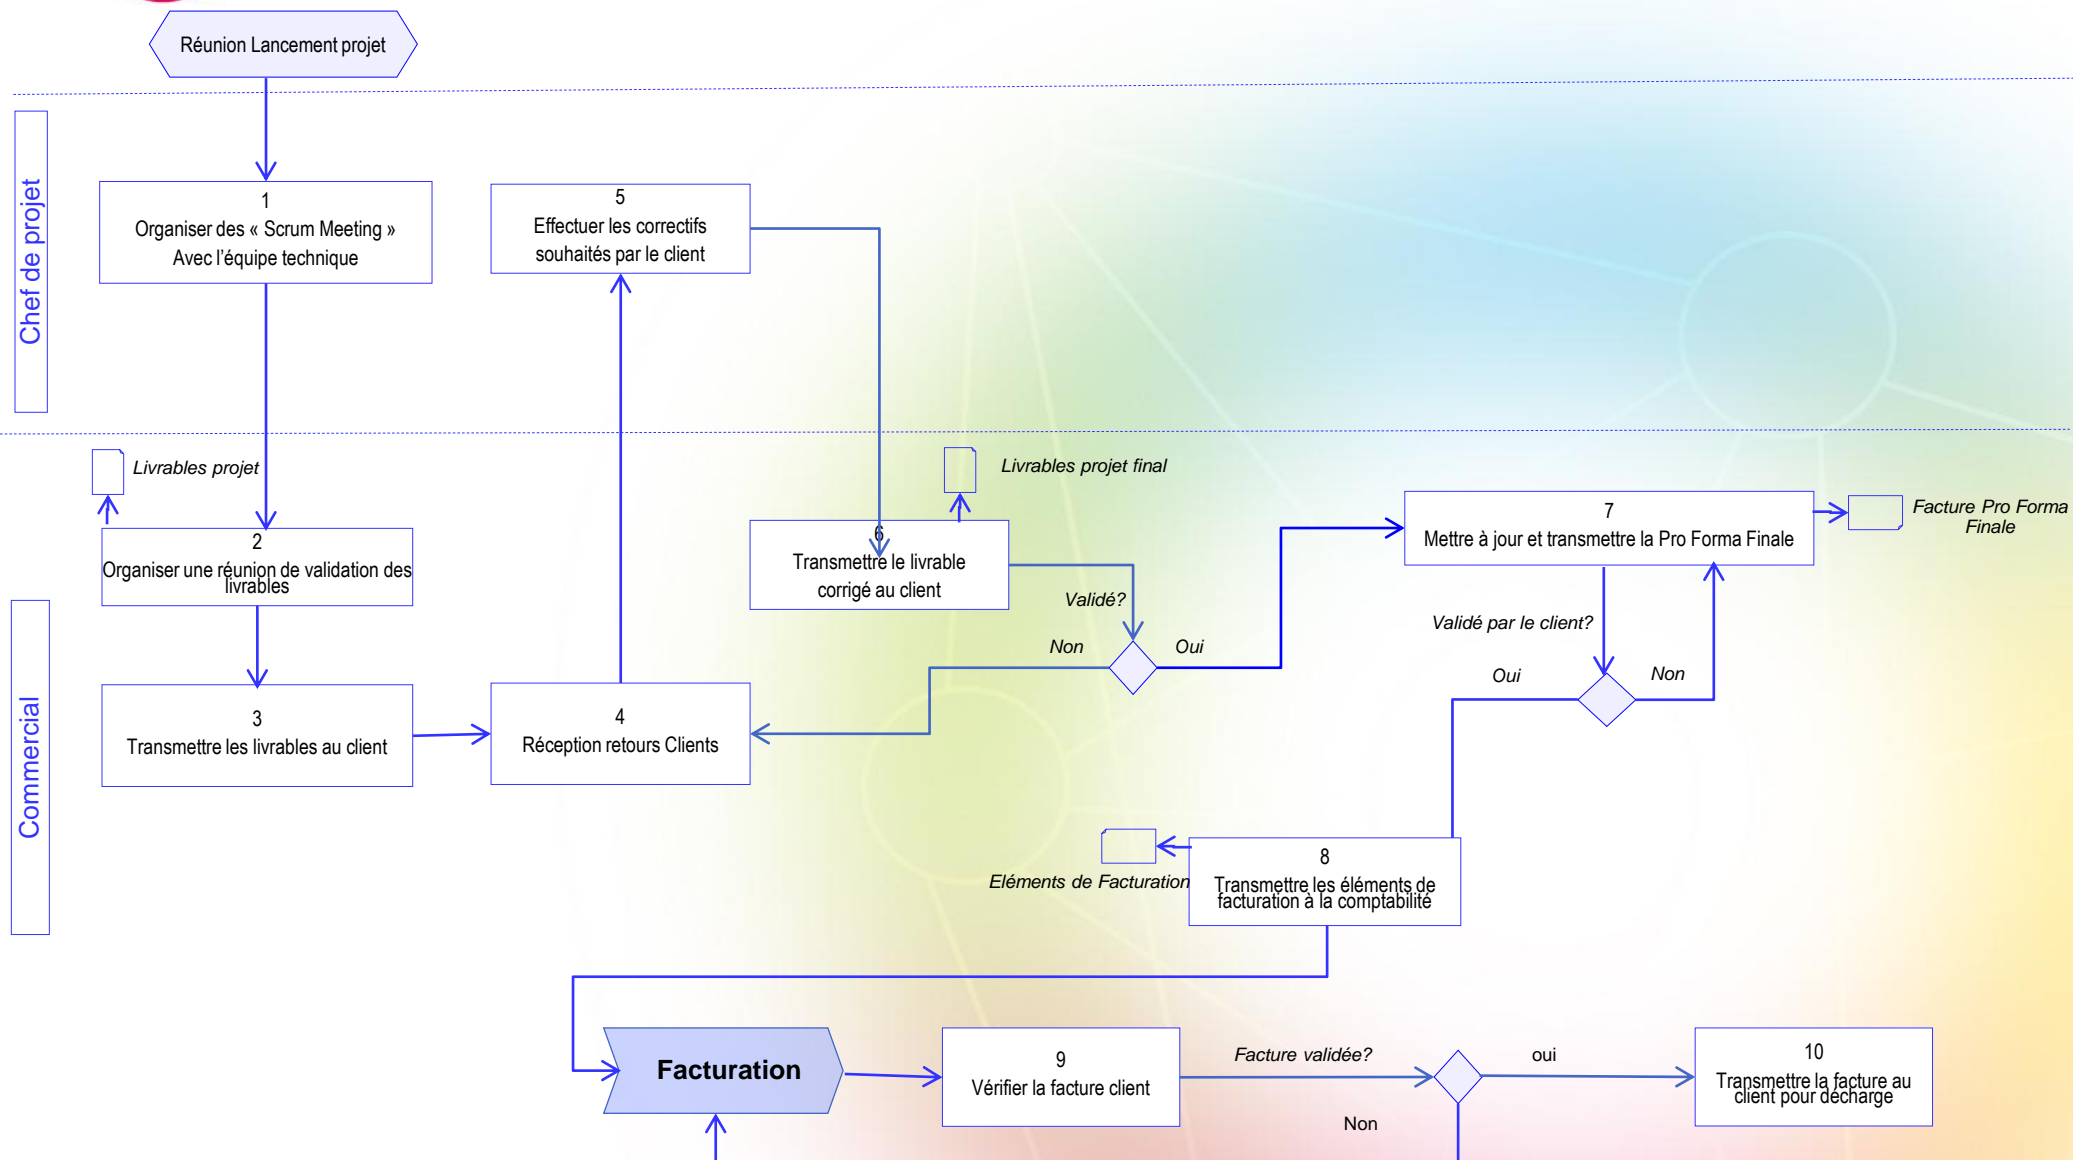 Réunion Lancement projet
Chef de projet
1
Organiser des « Scrum Meeting »
Avec l'équipe technique
5
Effectuer les correctifs
souhaités par le client
Livrables projet
Livrables projet final
2
Organiser une réunion de validation des
livrables
6
Transmettre le livrable
corrigé au client
7
Mettre à jour et transmettre la Pro Forma Finale
Facture Pro Forma
Finale
Validé?
Non
Oui
Validé par le client?
Oui
Non
Commercial
3
Transmettre les livrables au client
4
Réception retours Clients
Eléments de Facturation
8
Transmettre les éléments de
facturation à la comptabilité
Facturation
9
Vérifier la facture client
Facture validée?
oui
Non
10
Transmettre la facture au
client pour décharge